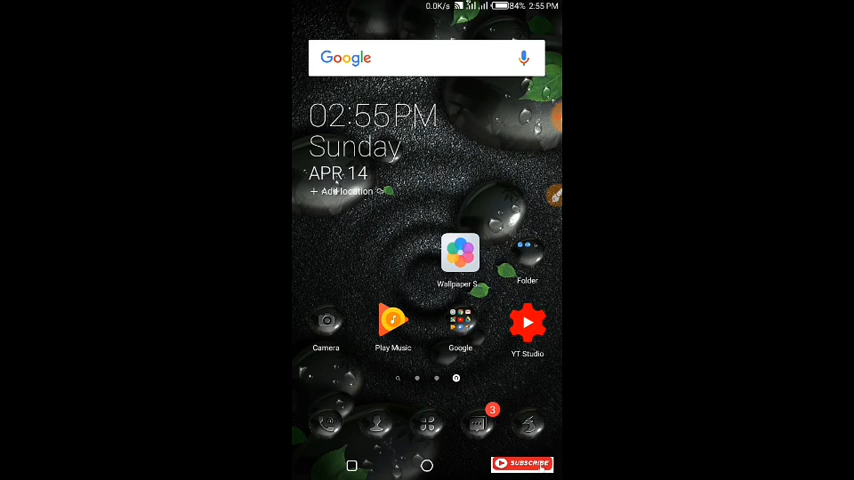 0.0K/s 84% 2:55 PM
Google
02:55PM
Sunday
APR 14
+ Add location
Wallpaper S..
Folder
Camera
Play Music
Google
YT Studio
3
SUBSCRIBE